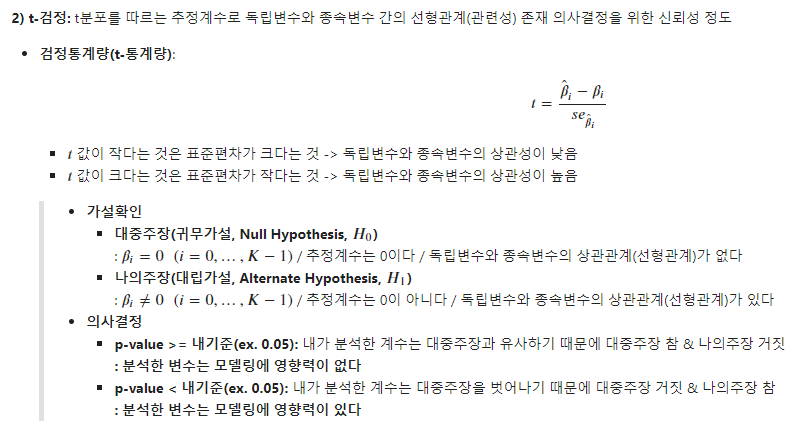 2) t-검정: t분포를 따르는 추정계수로 독립변수와 종속변수 간의 선형관계(관련성) 존재 의사결정을 위한 신뢰성 정도
• 검정통계량(t-통계량):
t = \frac{\hat{β}_i − β_i}{se_{\hat{β}_i}}
▪ t 값이 작다는 것은 표준편차가 크다는 것 -> 독립변수와 종속변수의 상관성이 낮음
▪ t 값이 크다는 것은 표준편차가 작다는 것 -> 독립변수와 종속변수의 상관성이 높음
• 가설확인
▪ 대중주장(귀무가설, Null Hypothesis, H_0)
: β_i = 0 (i = 0, … , K − 1) / 추정계수는 0이다 / 독립변수와 종속변수의 상관관계(선형관계)가 없다
▪ 나의주장(대립가설, Alternate Hypothesis, H_1)
: β_i ≠ 0 (i = 0, … , K − 1) / 추정계수는 0이 아니다 / 독립변수와 종속변수의 상관관계(선형관계)가 있다
• 의사결정
▪ p-value >= 내기준(ex. 0.05): 내가 분석한 계수는 대중주장과 유사하기 때문에 대중주장 참 & 나의주장 거짓
: 분석한 변수는 모델링에 영향력이 없다
▪ p-value < 내기준(ex. 0.05): 내가 분석한 계수는 대중주장을 벗어나기 때문에 대중주장 거짓 & 나의주장 참
: 분석한 변수는 모델링에 영향력이 있다